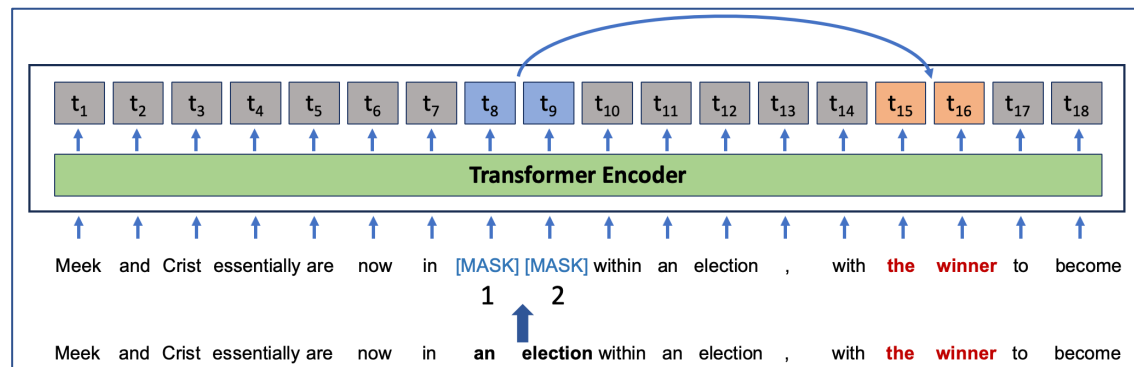 t1 t2 t3 t4 t5 t6 t7 t8 t9 t10 t11 t12 t13 t14 t15 t16 t17 t18
Transformer Encoder
Meek and Crist essentially are now in [MASK] [MASK] within an election , with the winner to become
1 2
Meek and Crist essentially are now in an election within an election , with the winner to become